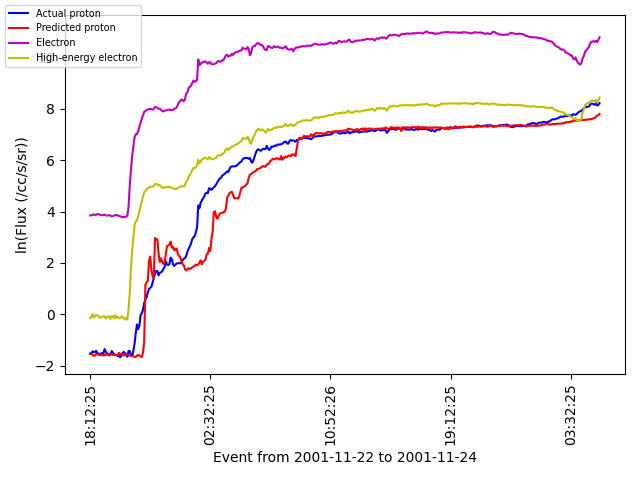 Actual proton
Predicted proton
Electron
High-energy electron
ln(Flux (/cc/s/sr))
8
6
4
2
0
−2
18:12:25
02:32:25
10:52:26
19:12:25
03:32:25
Event from 2001-11-22 to 2001-11-24